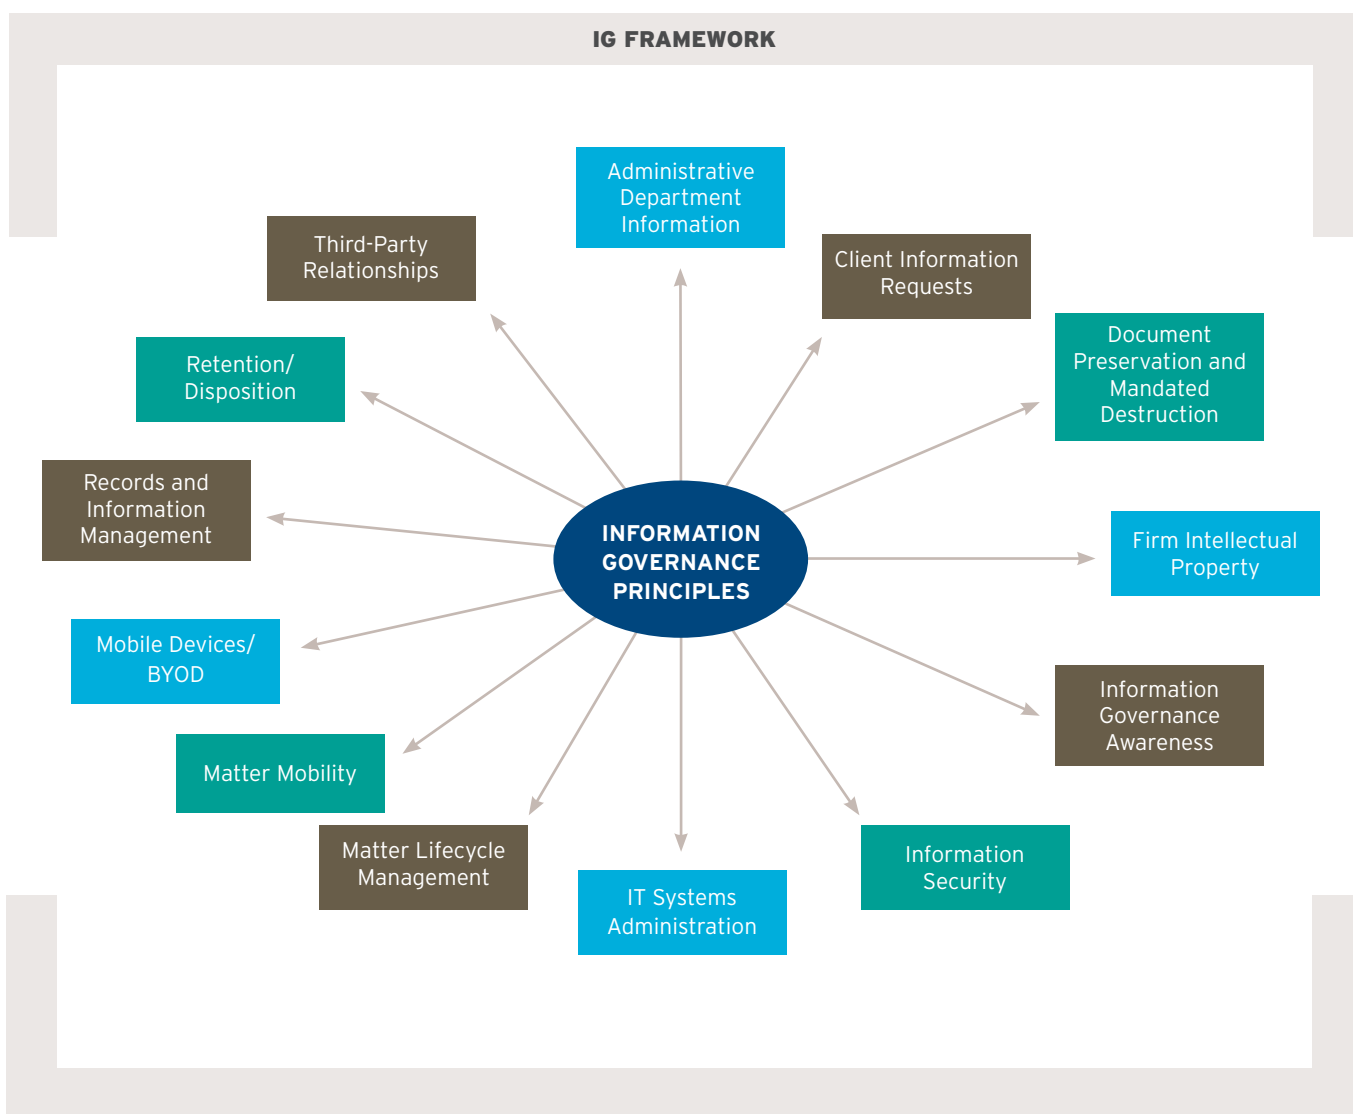 IG FRAMEWORK
Administrative
Department
Information
Client Information
Requests
Document
Preservation and
Mandated
Destruction
Firm Intellectual
Property
Information
Governance
Awareness
Information
Security
IT Systems
Administration
Matter Lifecycle
Management
Matter Mobility
Mobile Devices/
BYOD
Records and
Information
Management
Retention/
Disposition
Third-Party
Relationships
INFORMATION
GOVERNANCE
PRINCIPLES